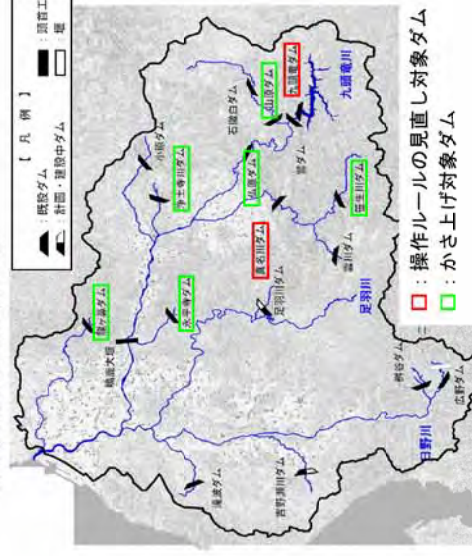 【凡例】
：既設ダム
：計画・建設中ダム
：頭首工
：堰
小原ダム
浄土寺川ダム
石徹白ダム
山原ダム
九頭竜ダム
鷲ダム
九頭竜川
仏原ダム
龍ヶ鼻ダム
永平寺ダム
鳴鹿大堰
真名川ダム
笹生川ダム
雲川ダム
足羽川ダム
足羽川
滝波ダム
吉野瀬川ダム
日野川
桝谷ダム
広野ダム
：操作ルールの見直し対象ダム
：かさ上げ対象ダム